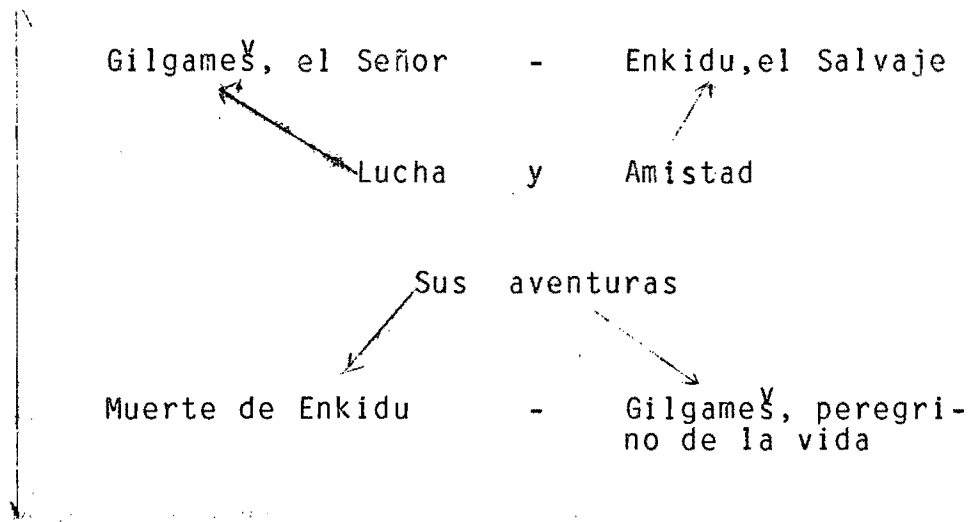 Gilgameš, el Señor - Enkidu,el Salvaje
Lucha y Amistad
Sus aventuras
Muerte de Enkidu - Gilgameš, peregri-
no de la vida